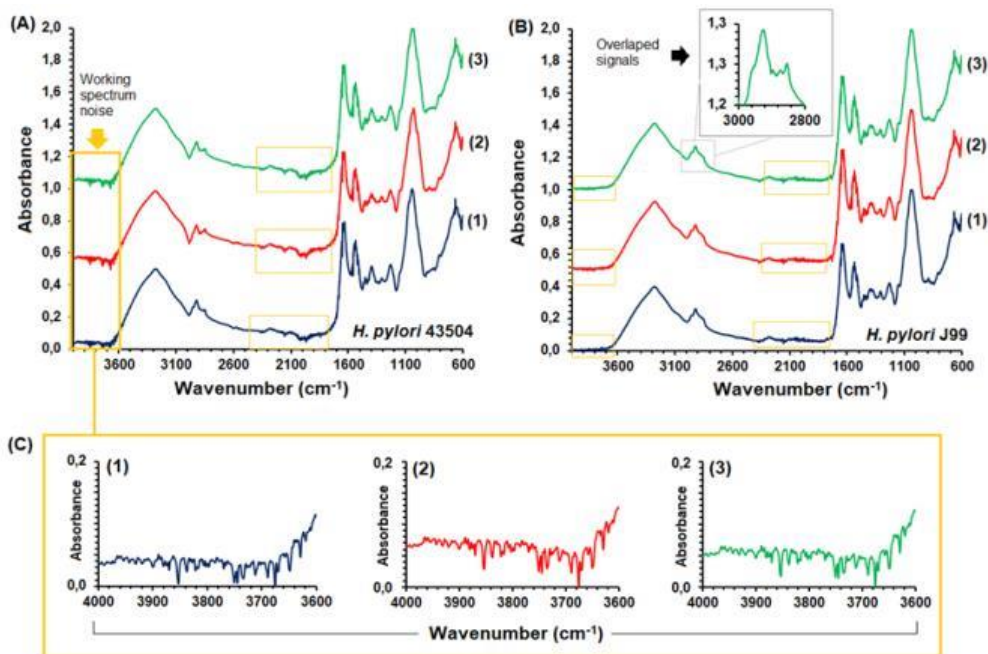 (A)
2,0
1,8
1,6
1,4
1,2
1,0
0,8
0,6
0,4
0,2
0,0
Absorbance
Working
spectrum
noise
(3)
(2)
(1)
H. pylori 43504
3600 3100 2600 2100 1600 1100 600
Wavenumber (cm-1)
(B)
2,0
1,8
1,6
1,4
1,2
1,0
0,8
0,6
0,4
0,2
0,0
Absorbance
Overlaped
signals
1,3
1,3
1,2
3000 2800
(3)
(2)
(1)
H. pylori J99
3600 3100 2600 2100 1600 1100 600
Wavenumber (cm-1)
(C)
(1)
0,2
0,0
Absorbance
4000 3900 3800 3700 3600
(2)
0,2
0,0
Absorbance
4000 3900 3800 3700 3600
(3)
0,2
0,0
Absorbance
4000 3900 3800 3700 3600
Wavenumber (cm-1)